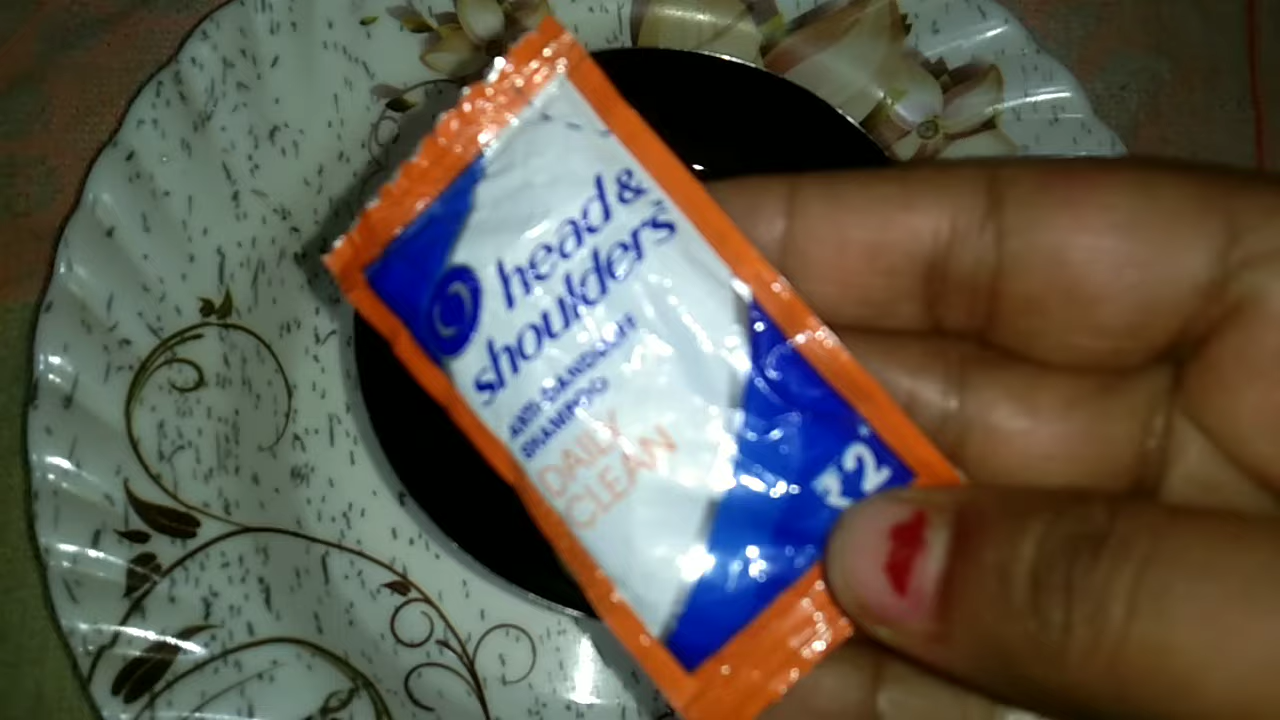 head &
shoulders
ANTI-DANDRUFF
SHAMPOO
DAILY
CLEAN
₹2